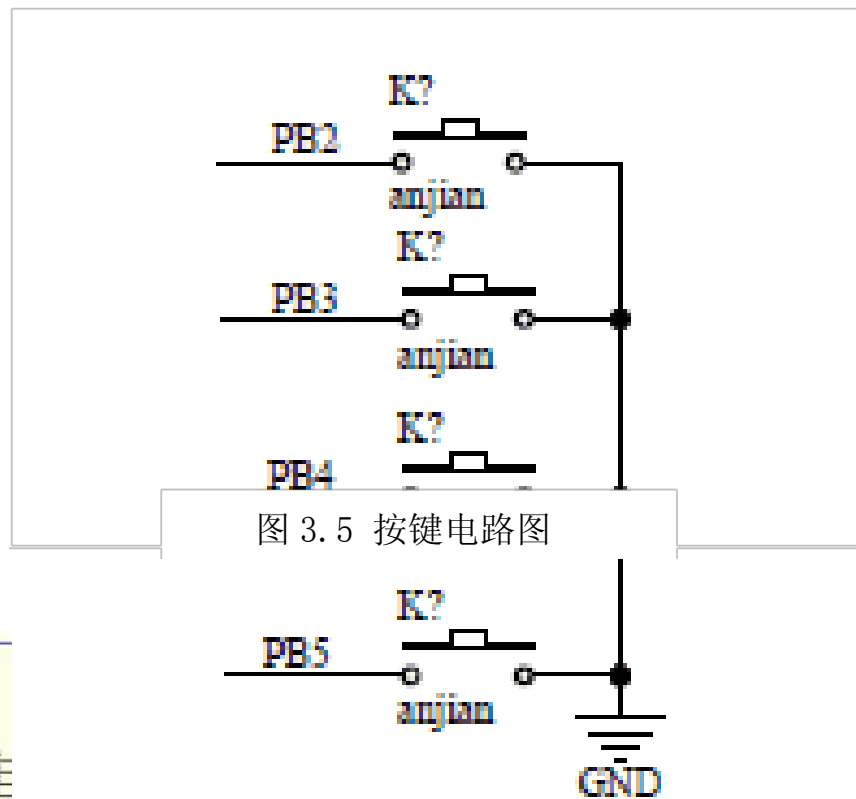 K?
PB2
anjian
K?
PB3
anjian
K?
PB4
图 3.5 按键电路图
K?
PB5
anjian
GND